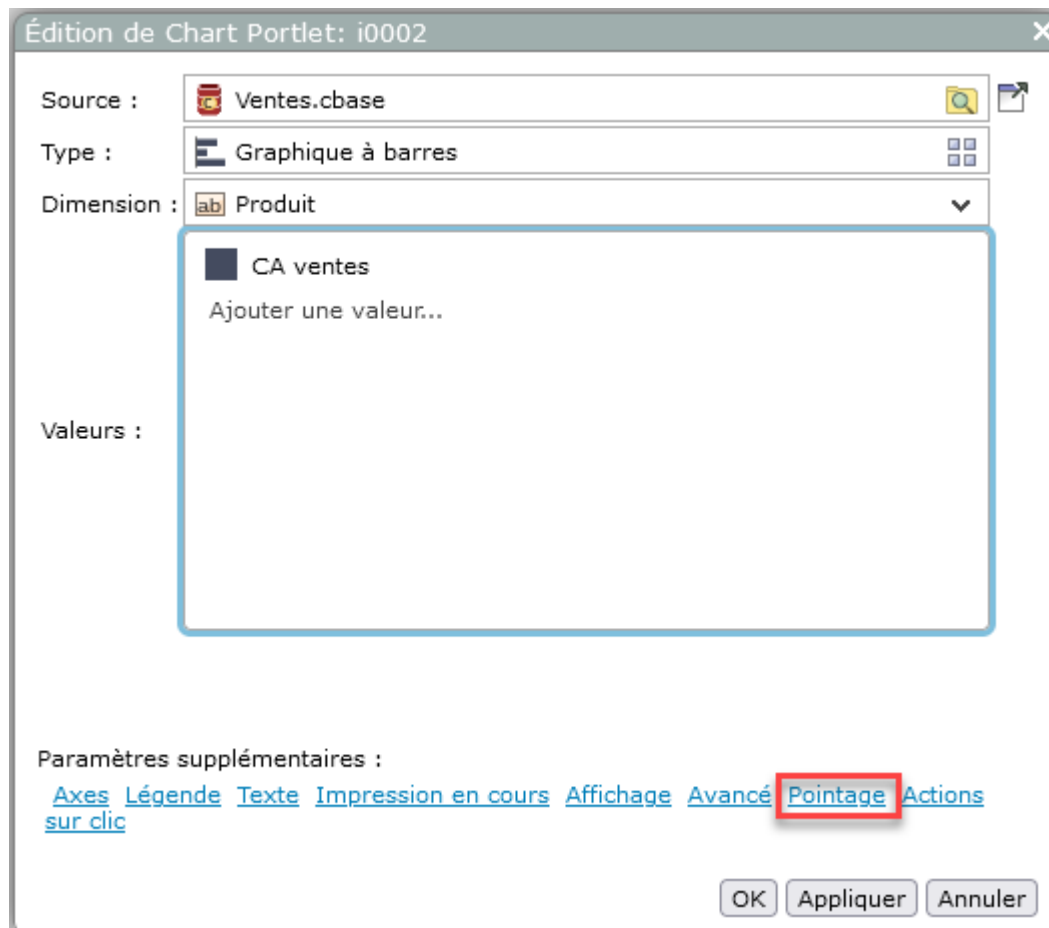 Édition de Chart Portlet: i0002
Source : Ventes.cbase
Type : Graphique à barres
Dimension : ab Produit
CA ventes
Ajouter une valeur...
Valeurs :
Paramètres supplémentaires :
Axes Légende Texte Impression en cours Affichage Avancé Pointage Actions
sur clic
OK Appliquer Annuler